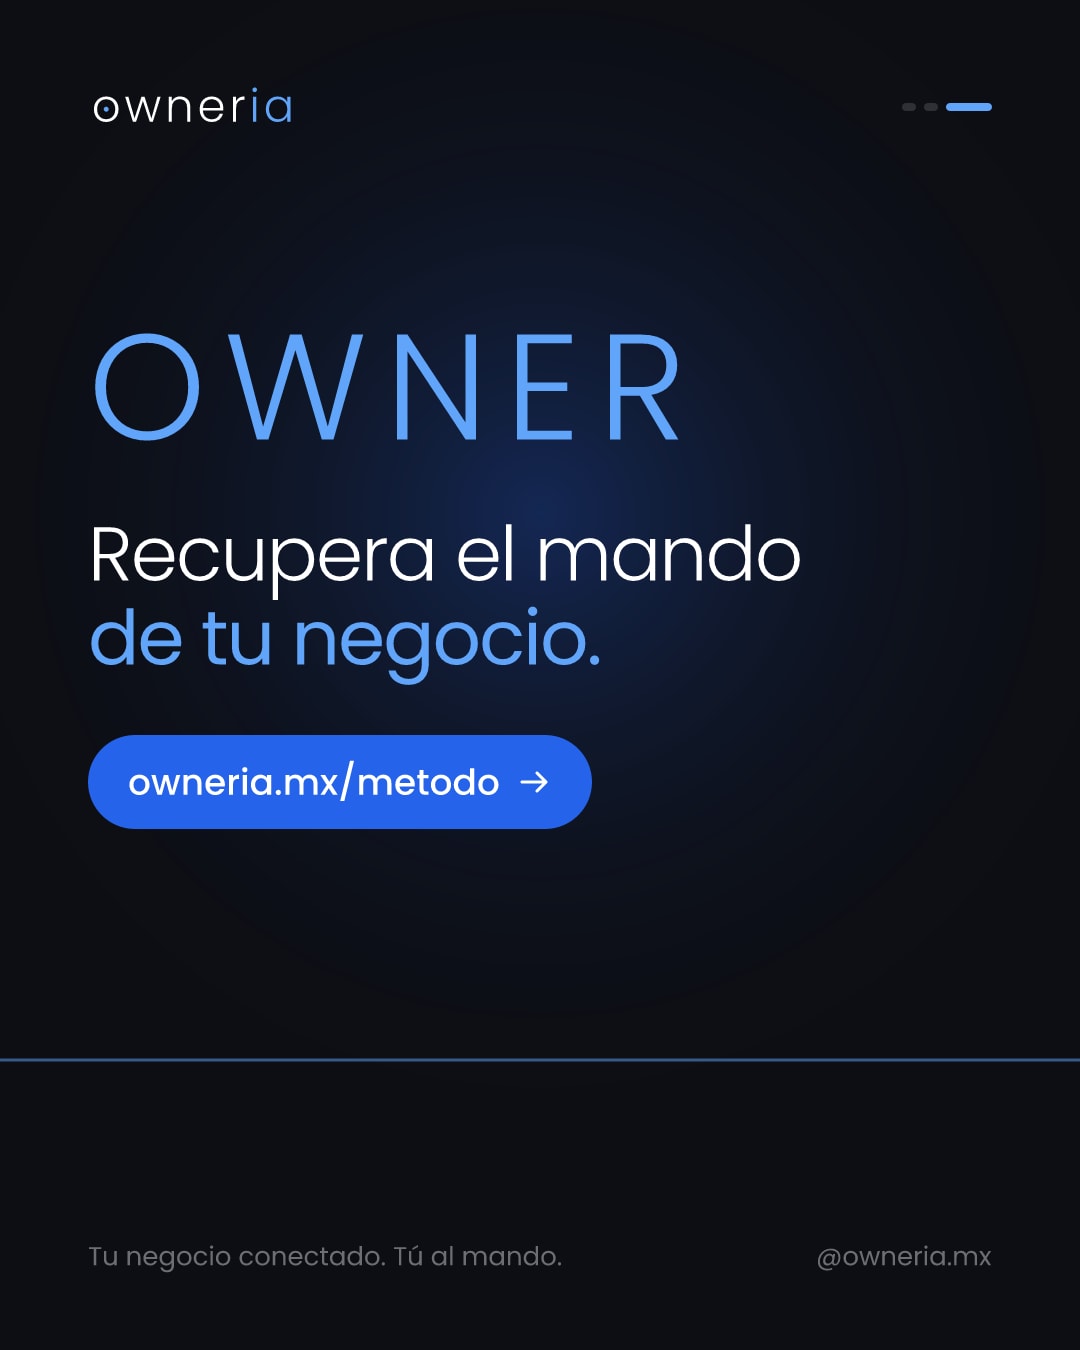 owneria
OWNER
Recupera el mando
de tu negocio.
owneria.mx/metodo →
Tu negocio conectado. Tú al mando.
@owneria.mx